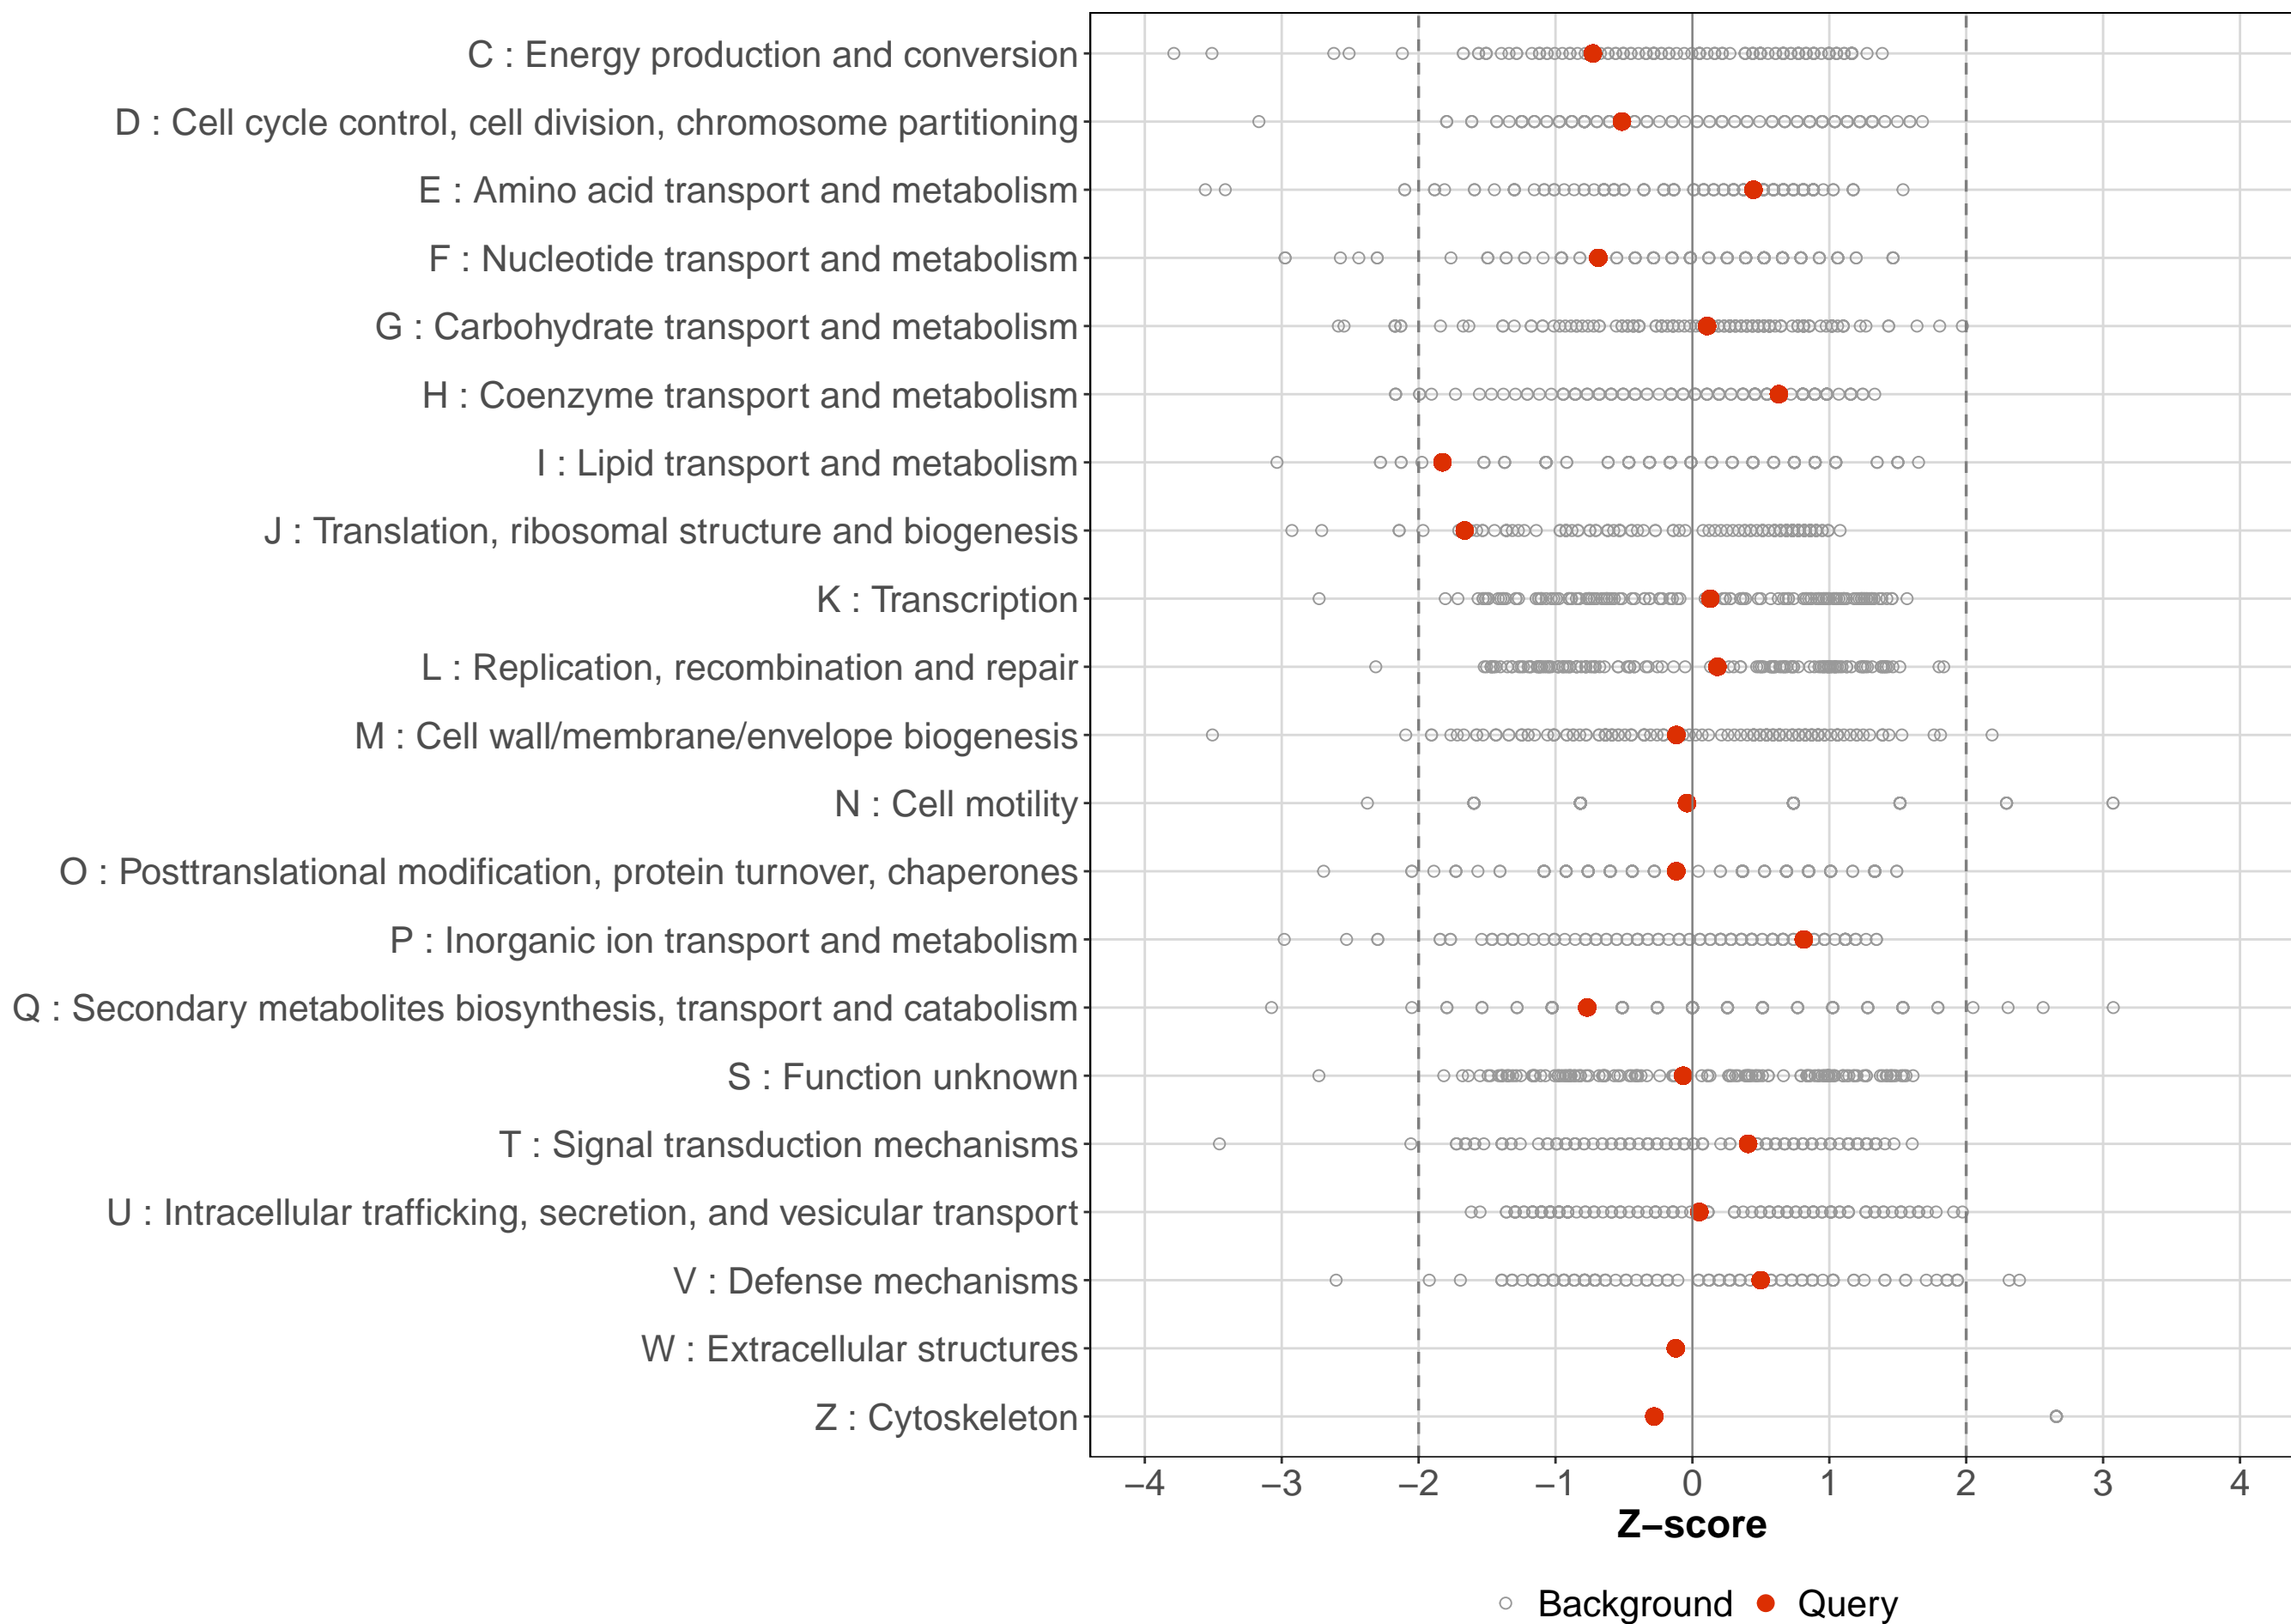 C : Energy production and conversion
D : Cell cycle control, cell division, chromosome partitioning
E : Amino acid transport and metabolism
F : Nucleotide transport and metabolism
G : Carbohydrate transport and metabolism
H : Coenzyme transport and metabolism
I : Lipid transport and metabolism
J : Translation, ribosomal structure and biogenesis
K : Transcription
L : Replication, recombination and repair
M : Cell wall/membrane/envelope biogenesis
N : Cell motility
O : Posttranslational modification, protein turnover, chaperones
P : Inorganic ion transport and metabolism
Q : Secondary metabolites biosynthesis, transport and catabolism
S : Function unknown
T : Signal transduction mechanisms
U : Intracellular trafficking, secretion, and vesicular transport
V : Defense mechanisms
W : Extracellular structures
Z : Cytoskeleton
−4 −3 −2 −1 0 1 2 3 4
Z−score
Background Query